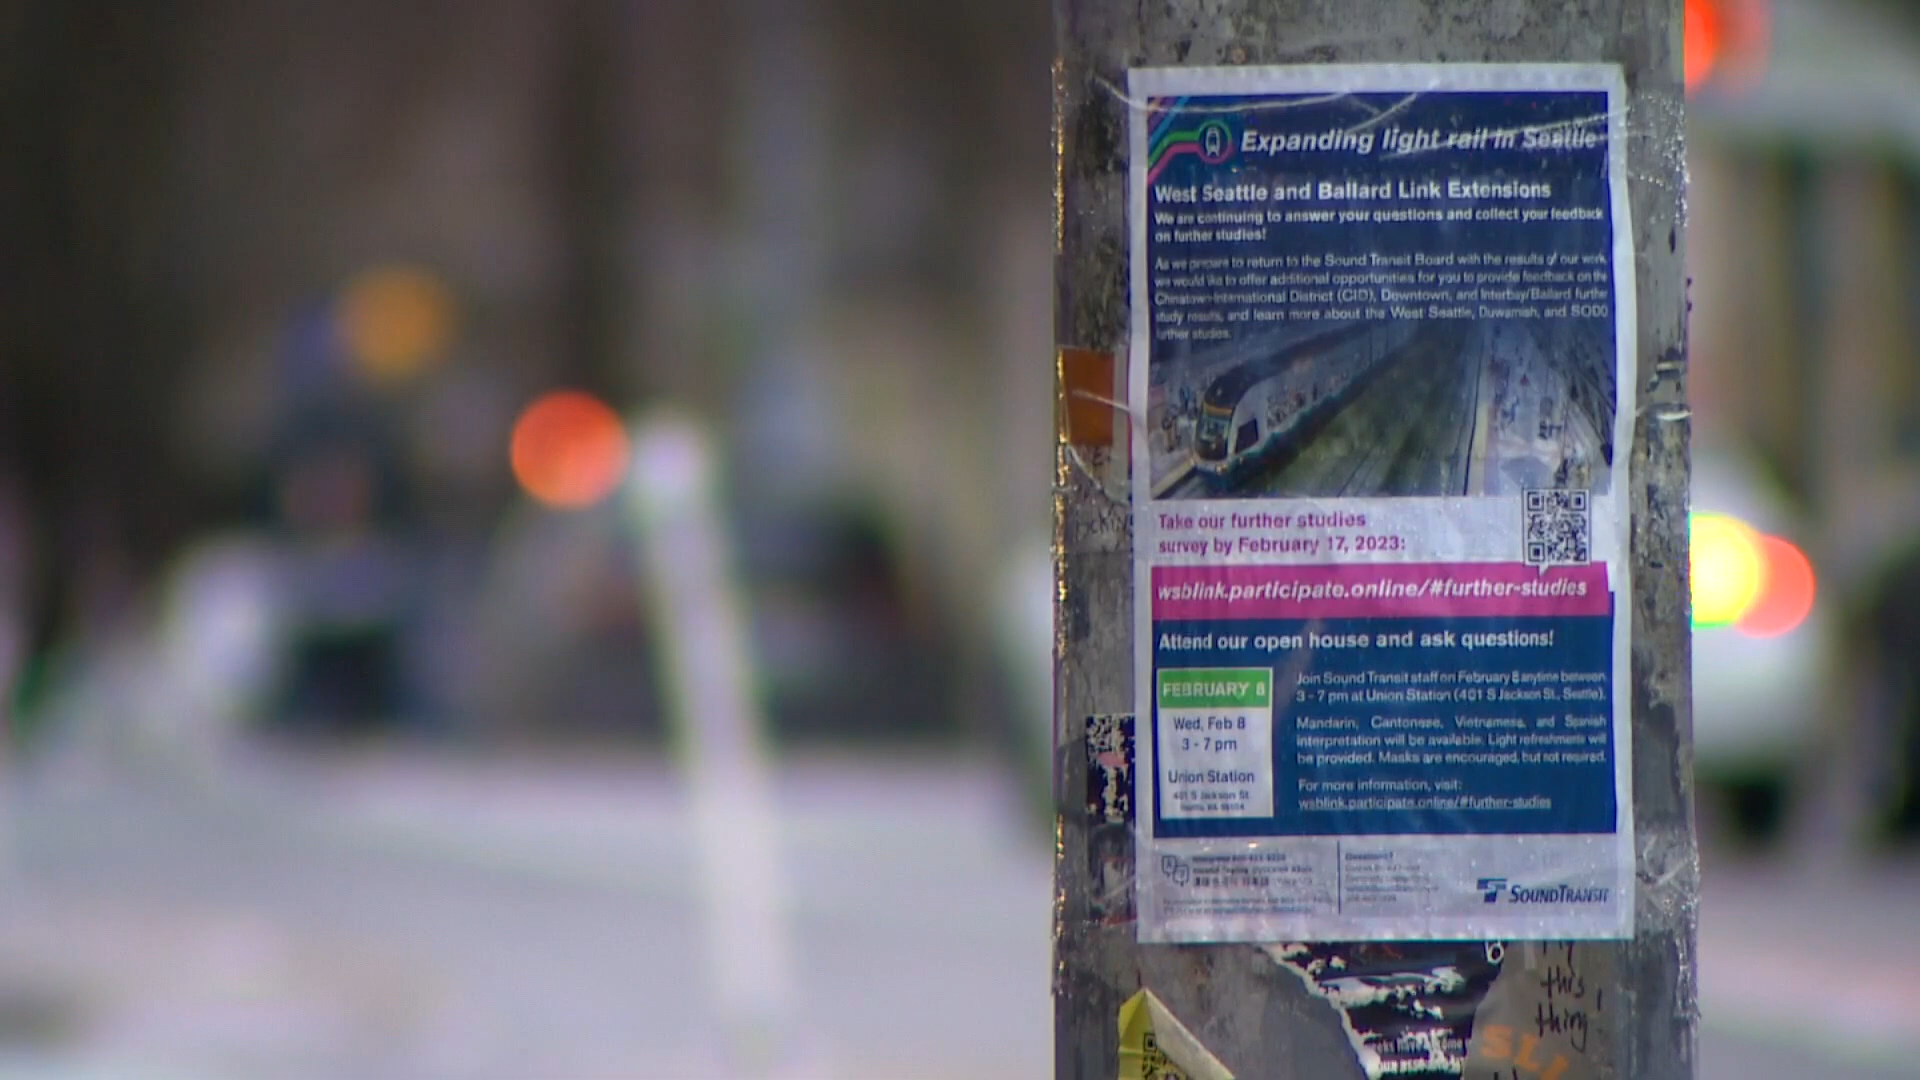 Expanding light rail in Seattle
West Seattle and Ballard Link Extensions
We are continuing to answer your questions and collect your feedback
on further studies!
As we prepare to return to the Sound Transit Board with the results of our work,
we would like to offer additional opportunities for you to provide feedback on the
Chinatown-International District (CID), Downtown, and Interbay/Ballard further
study results, and learn more about the West Seattle, Duwamish, and SODO
further studies.
Take our further studies
survey by February 17, 2023:
wsblink.participate.online/#further-studies
Attend our open house and ask questions!
FEBRUARY 8
Wed, Feb 8
3 - 7 pm
Union Station
401 S Jackson St
Join Sound Transit staff on February 8 anytime between
3 - 7 pm at Union Station (401 S Jackson St., Seattle).
Mandarin, Cantonese, Vietnamese, and Spanish
interpretation will be available. Light refreshments will
be provided. Masks are encouraged, but not required.
For more information, visit:
wsblink.participate.online/#further-studies
Questions?
SOUNDTRANSIT
this
thing!
SLI